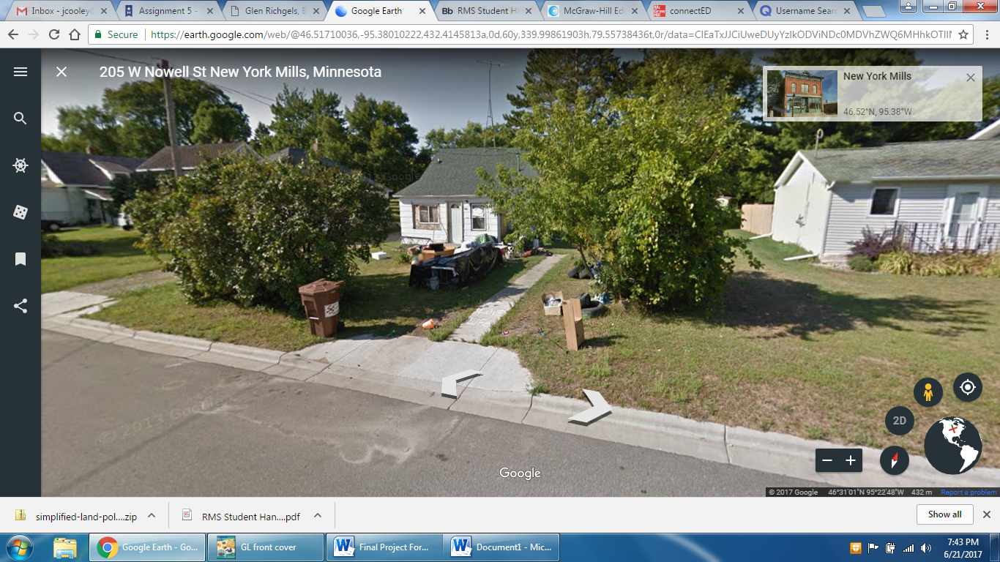 Inbox - jcooley
Assignment 5 -
Glen Richgels, B
Google Earth
RMS Student Ha
McGraw-Hill Edu
connectED
Username Searc
Secure
https://earth.google.com/web/@46.51710036,-95.38010222,432.4145813a,0d,60y,339.99861903h,79.55738436t,0r/data=
205 W Nowell St New York Mills, Minnesota
New York Mills
46.52°N, 95.38°W
2D
Google
© 2013 Google
© 2017 Google 46°31'01"N 95°22'48"W 432 m Report a problem
simplified-land-pol....zip
RMS Student Han....pdf
Show all
Google Earth - Go...
GL front cover
Final Project For...
Document1 - Mic...
7:43 PM
6/21/2017